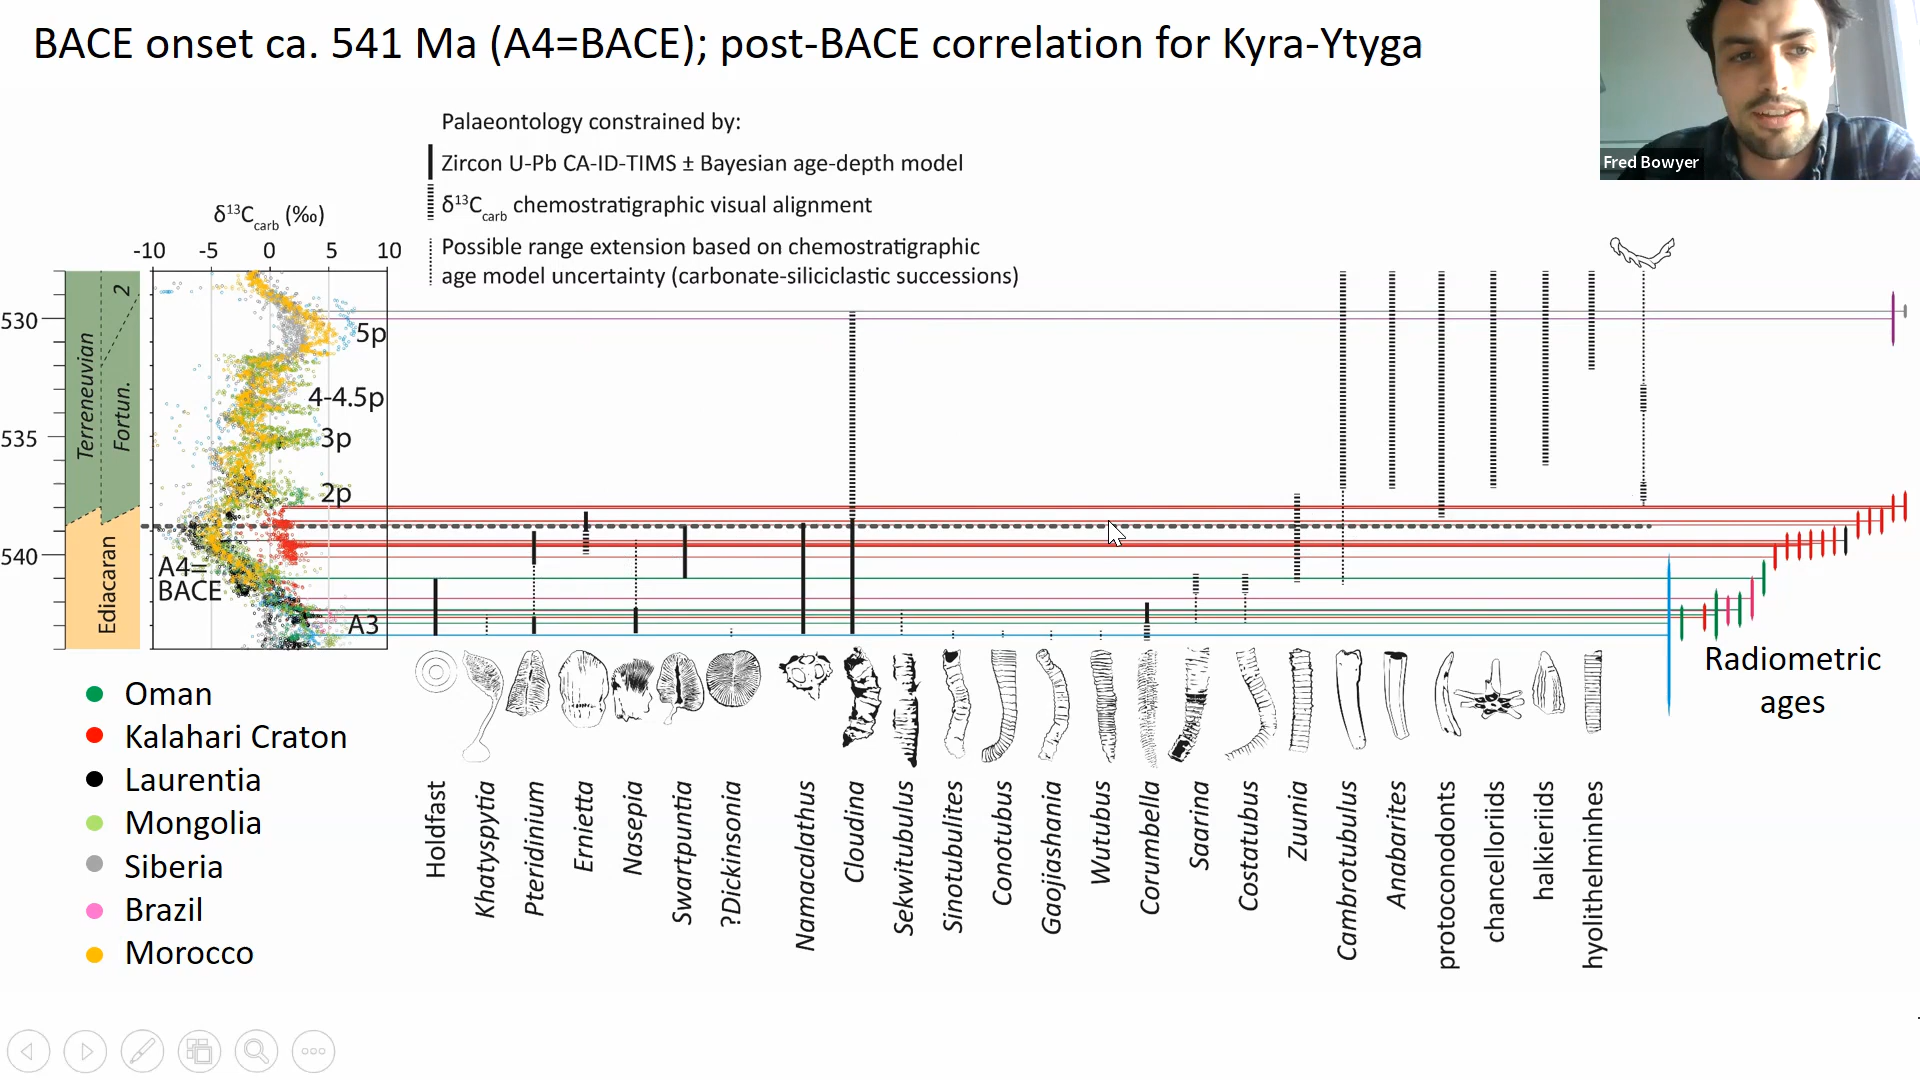 BACE onset ca. 541 Ma (A4=BACE); post-BACE correlation for Kyra-Ytyga
Fred Bowyer
Palaeontology constrained by:
Zircon U-Pb CA-ID-TIMS ± Bayesian age-depth model
δ¹³Ccarb chemostratigraphic visual alignment
Possible range extension based on chemostratigraphic
age model uncertainty (carbonate-siliciclastic successions)
δ¹³Ccarb (‰)
-10 -5 0 5 10
530
535
540
Terreneuvian
2
Fortun.
Ediacaran
5p
4-4.5p
3p
2p
A4=
BACE
A3
Radiometric
ages
Oman
Kalahari Craton
Laurentia
Mongolia
Siberia
Brazil
Morocco
Holdfast
Khatyspytia
Pteridinium
Ernietta
Nasepia
Swartpuntia
?Dickinsonia
Namacalathus
Cloudina
Sekwitubulus
Sinotubulites
Conotubus
Gaojiashania
Wutubus
Corumbella
Saarina
Costatubus
Zuunia
Cambrotubulus
Anabarites
protoconodonts
chancelloriids
halkieriids
hyolithelminhes